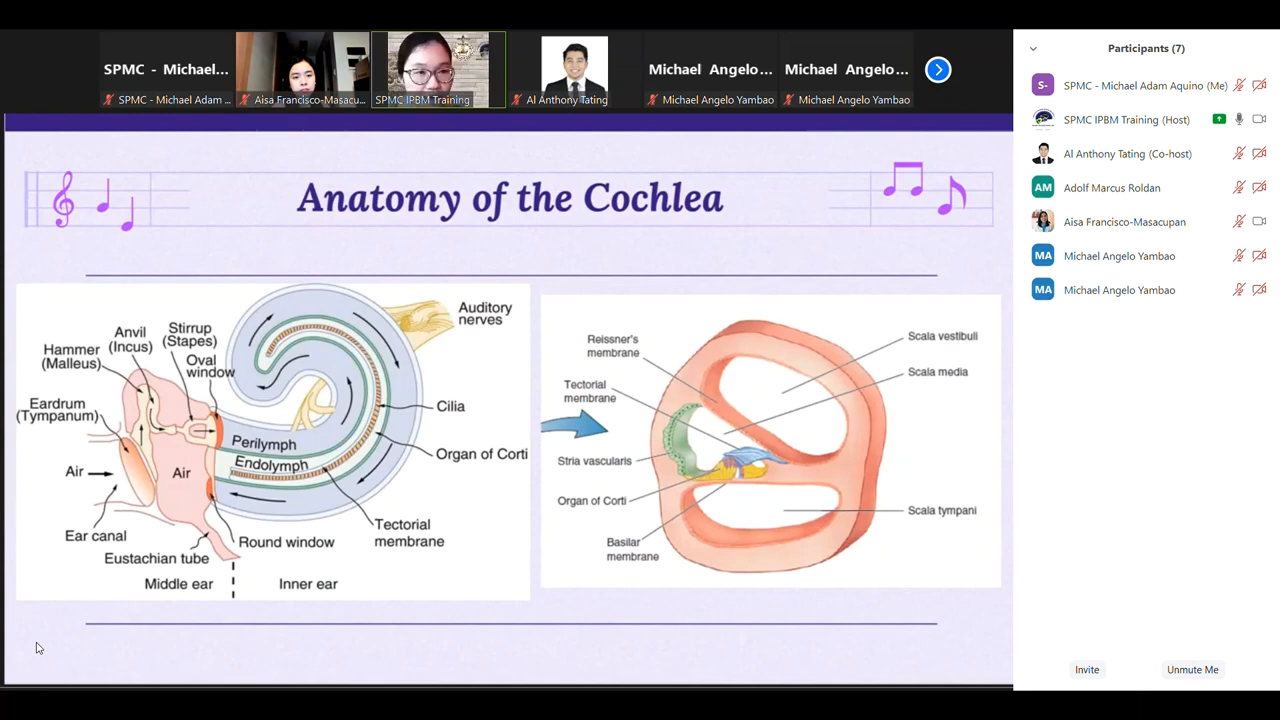 SPMC - Michael...
Michael Angelo...
Michael Angelo...
SPMC - Michael Adam ...
Aisa Francisco-Masacu...
SPMC IPBM Training
Al Anthony Tating
Michael Angelo Yambao
Michael Angelo Yambao
Anatomy of the Cochlea
Auditory
nerves
Stirrup
(Stapes)
Anvil
(Incus)
Hammer
(Malleus)
Oval
window
Eardrum
(Tympanum)
Cilia
Perilymph
Organ of Corti
Endolymph
Air
Air
Ear canal
Tectorial
membrane
Round window
Eustachian tube
Middle ear
Inner ear
Reissner's
membrane
Scala vestibuli
Scala media
Tectorial
membrane
Stria vascularis
Organ of Corti
Scala tympani
Basilar
membrane
Participants (7)
S-
SPMC - Michael Adam Aquino (Me)
SPMC IPBM Training (Host)
Al Anthony Tating (Co-host)
AM
Adolf Marcus Roldan
Aisa Francisco-Masacupan
MA
Michael Angelo Yambao
MA
Michael Angelo Yambao
Invite
Unmute Me